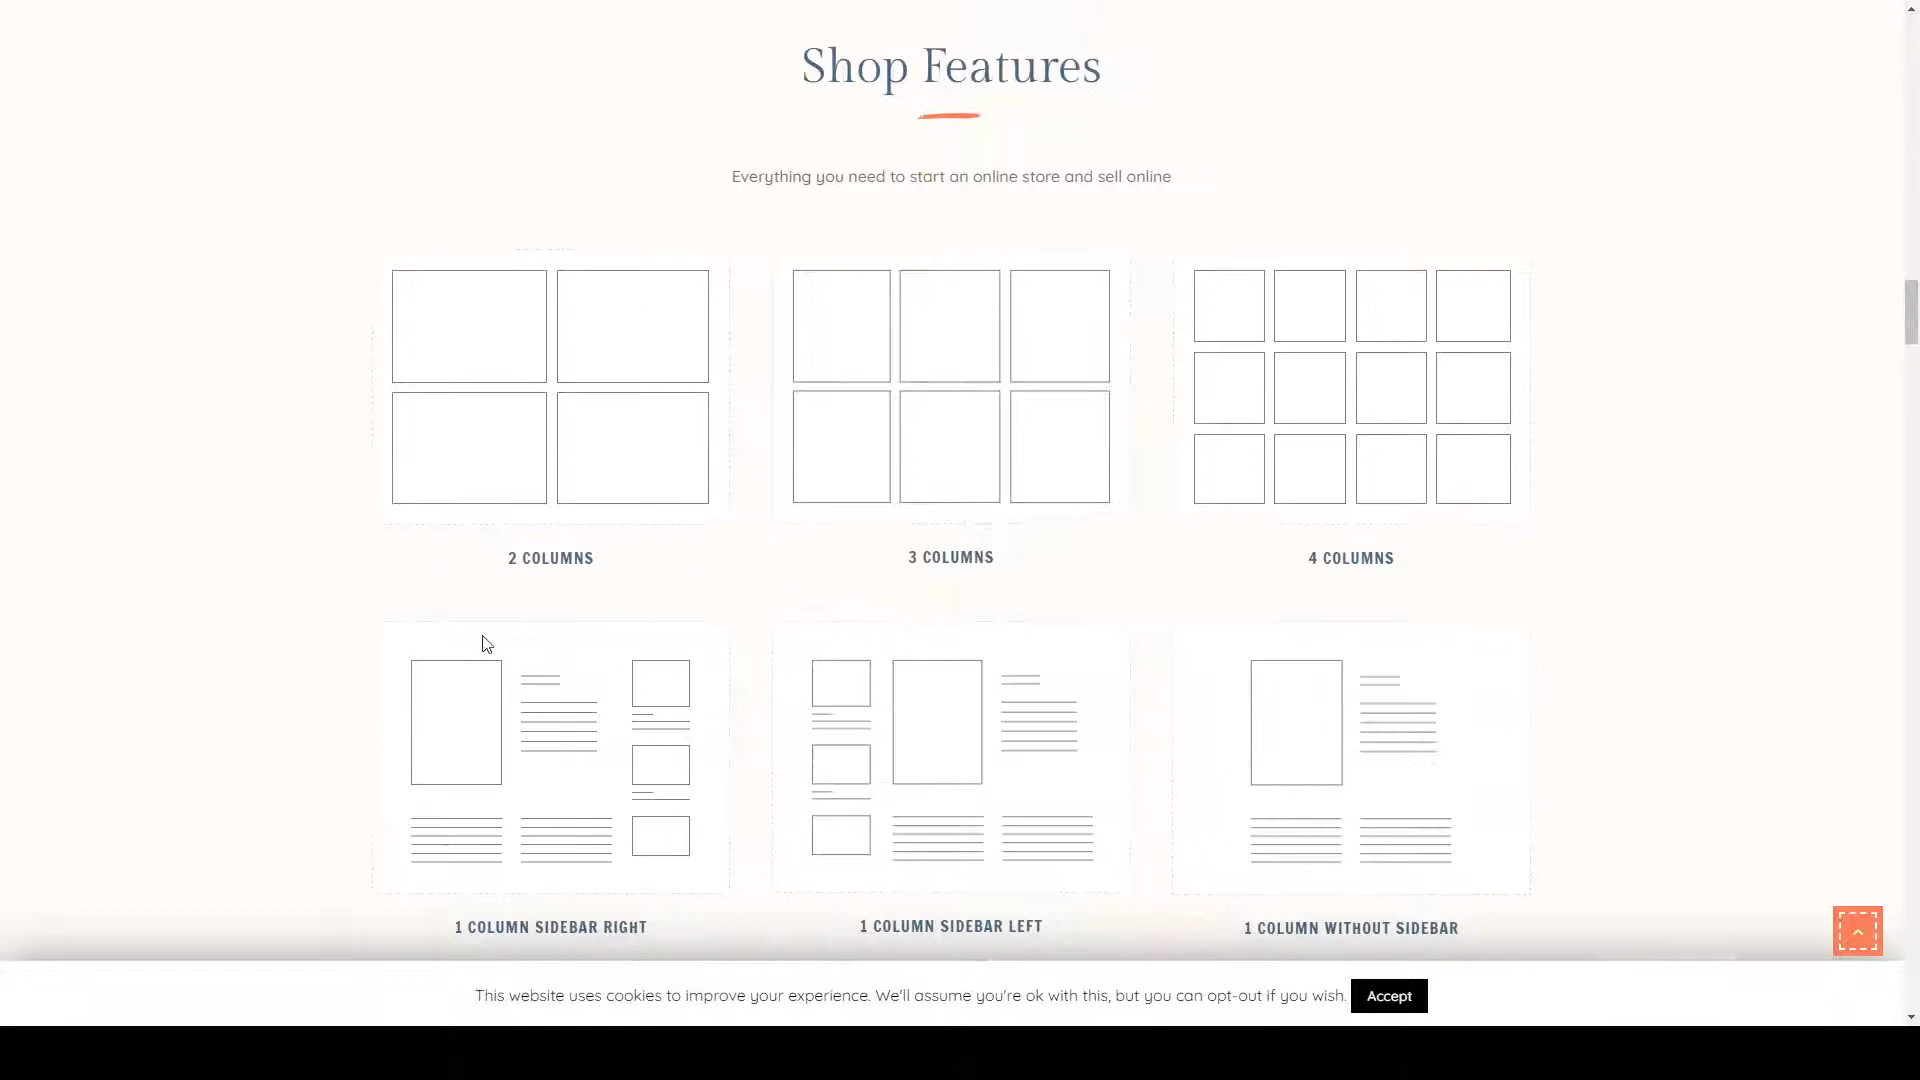 Shop Features
Everything you need to start an online store and sell online
2 COLUMNS
3 COLUMNS
4 COLUMNS
1 COLUMN SIDEBAR RIGHT
1 COLUMN SIDEBAR LEFT
1 COLUMN WITHOUT SIDEBAR
This website uses cookies to improve your experience. We'll assume you're ok with this, but you can opt-out if you wish. Accept